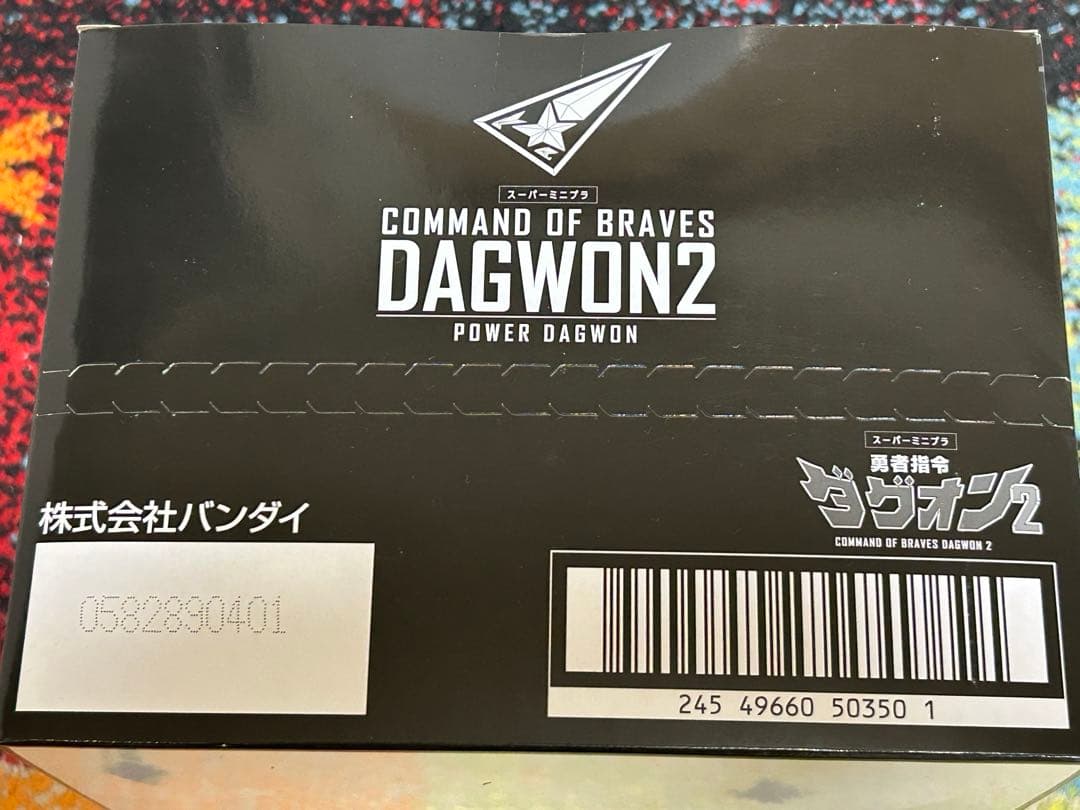 スーパーミニプラ
COMMAND OF BRAVES
DAGWON2
POWER DAGWON
スーパーミニプラ
勇者指令
ダグオン2
COMMAND OF BRAVES DAGWON 2
株式会社バンダイ
0582890401
245 49660 50350 1